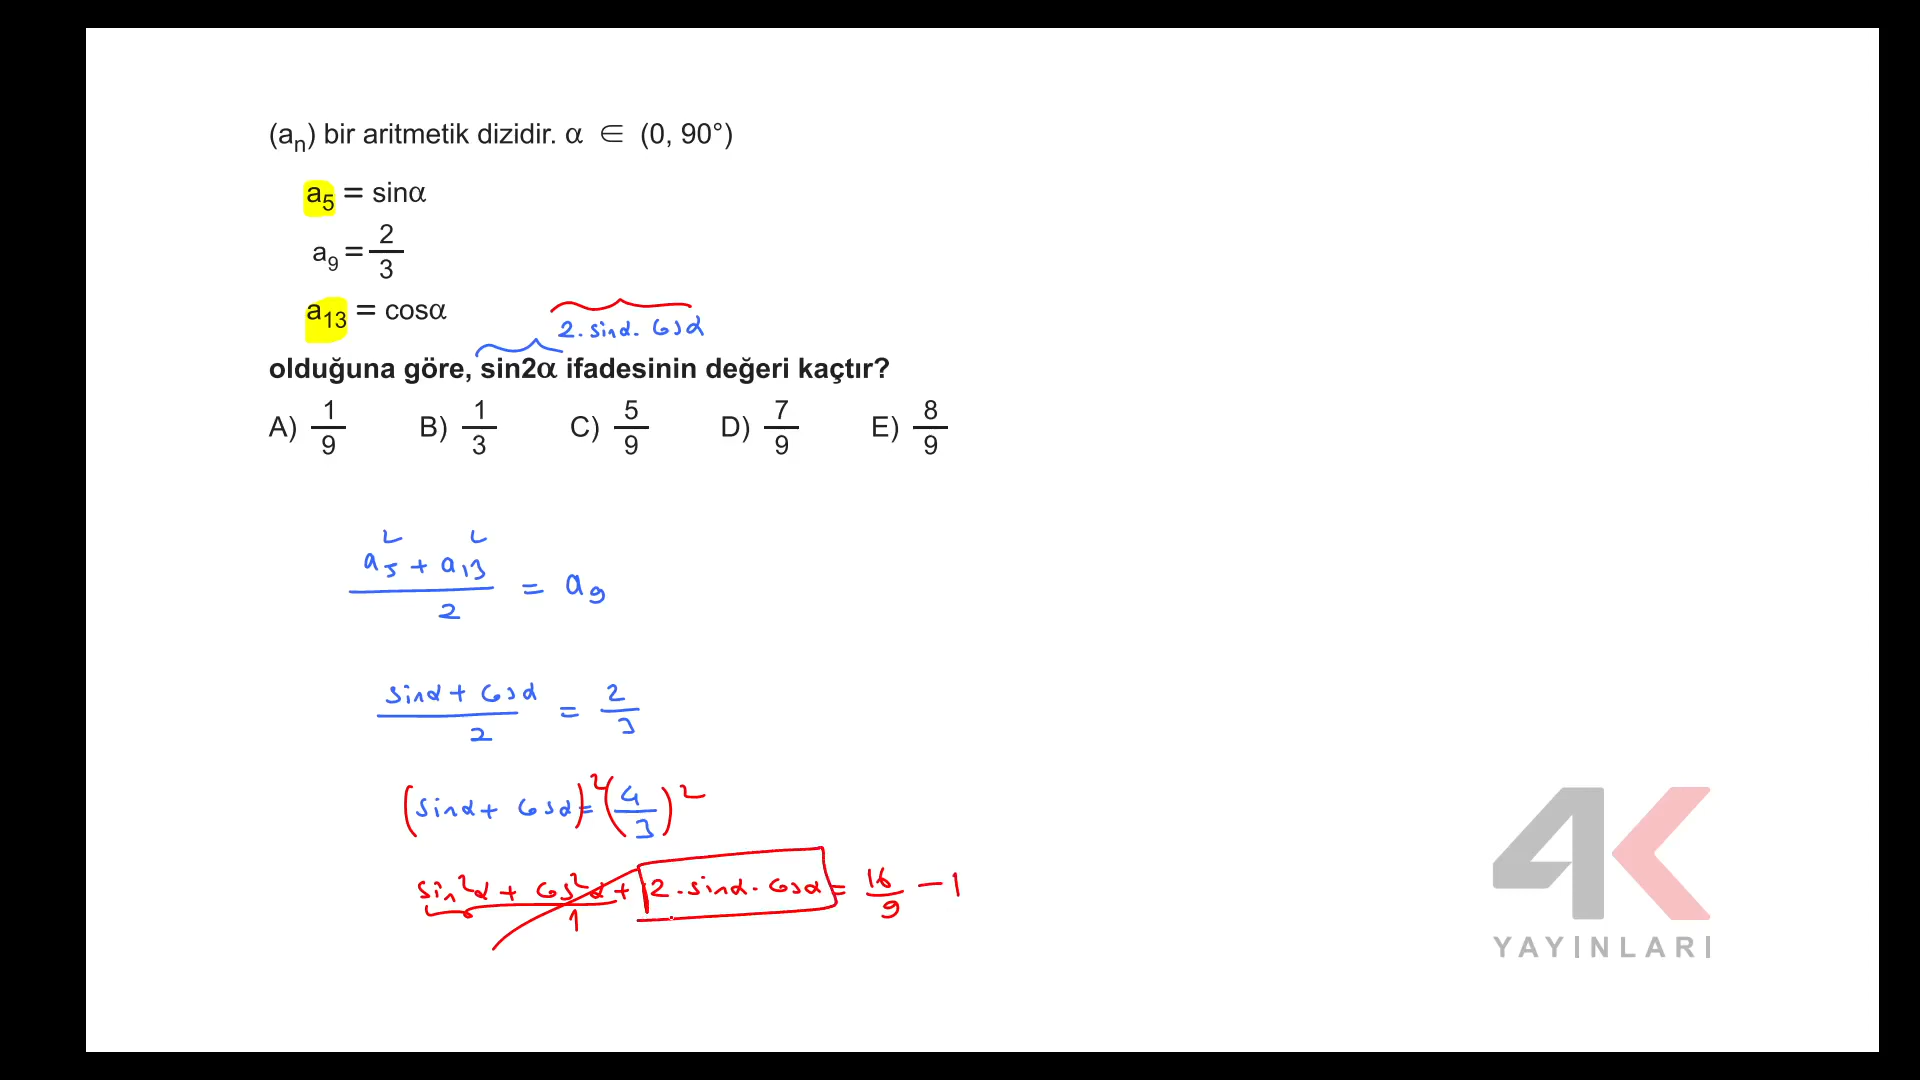 (aₙ) bir aritmetik dizidir. α ∈ (0, 90°)
a₅ = sinα
a₉ = 2/3
a₁₃ = cosα
2.sinα.cosα
olduğuna göre, sin2α ifadesinin değeri kaçtır?
A) 1/9 B) 1/3 C) 5/9 D) 7/9 E) 8/9
(a₅ + a₁₃)/2 = a₉
(sinα + cosα)/2 = 2/3
(sinα + cosα)² = (4/3)²
sin²α + cos²α + 2.sinα.cosα = 16/9 - 1
1
4K
YAYINLARI